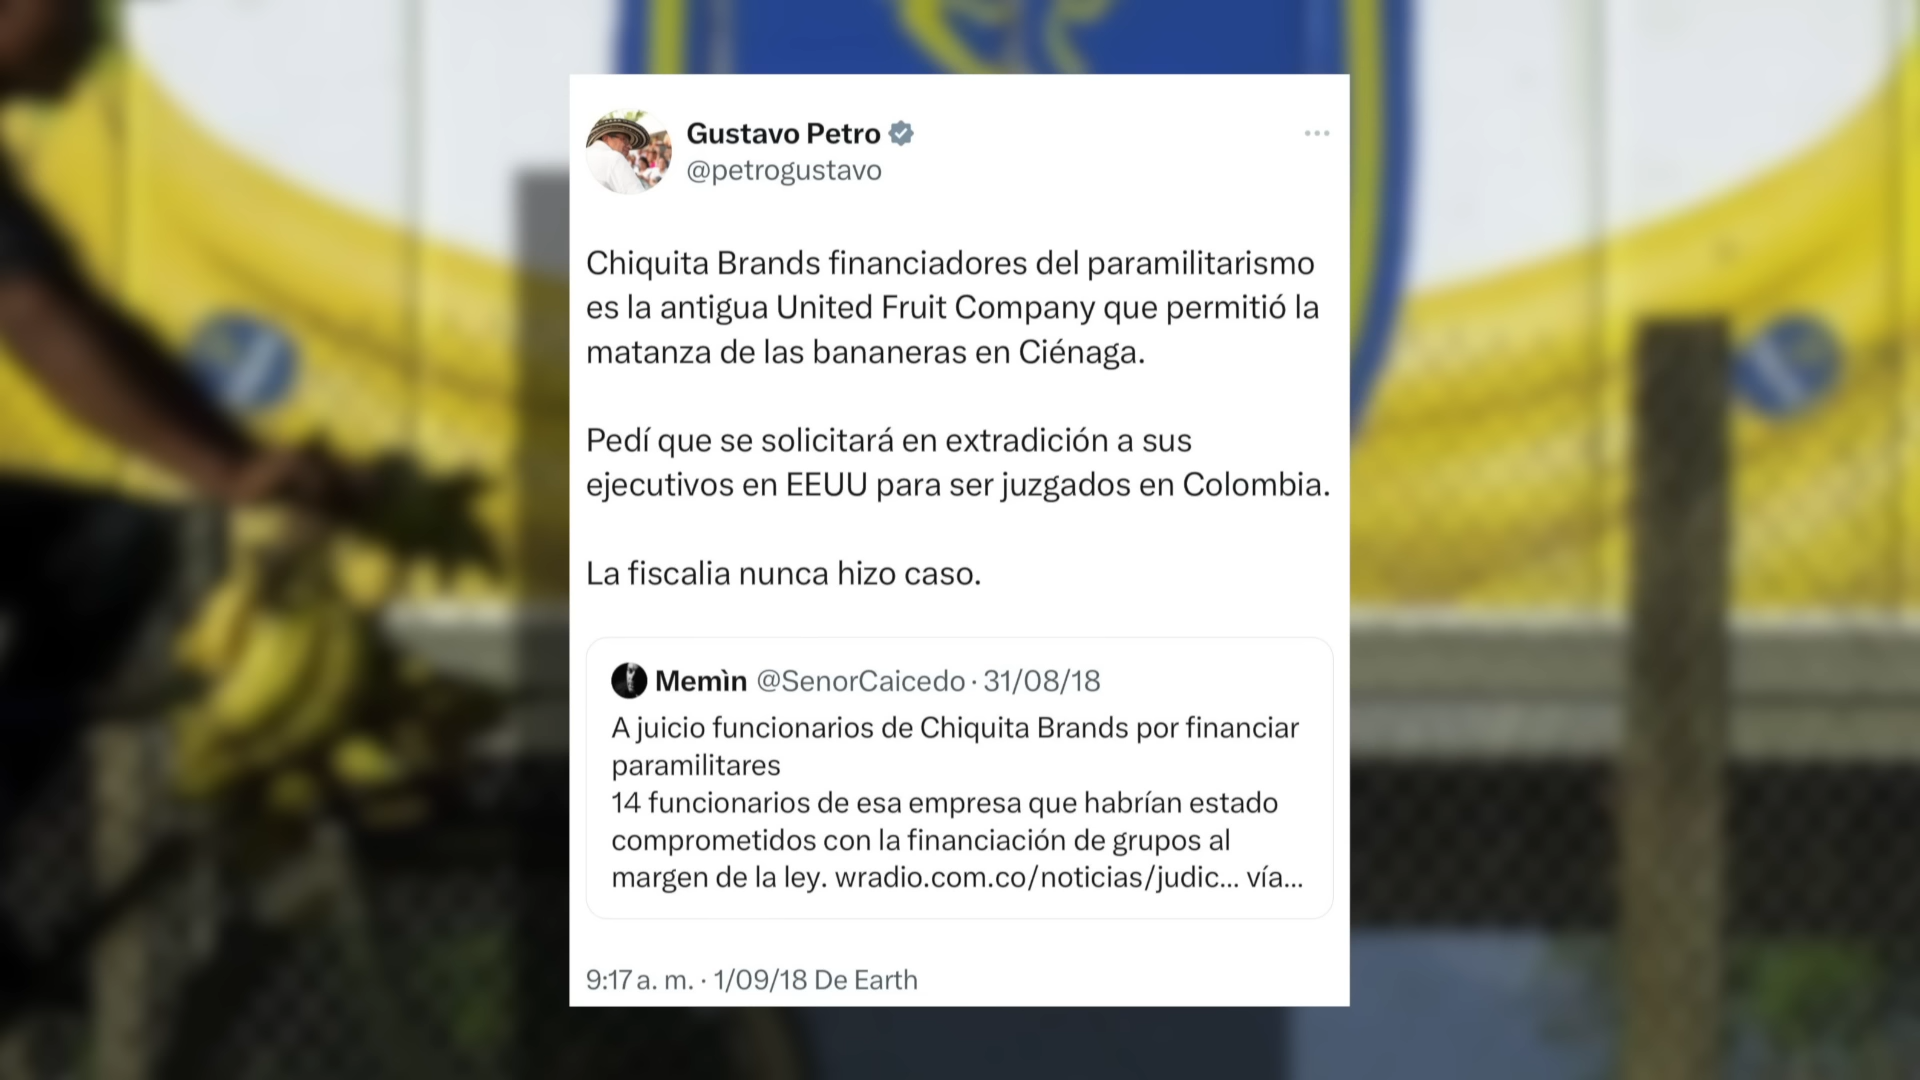 Gustavo Petro
@petrogustavo
Chiquita Brands financiadores del paramilitarismo
es la antigua United Fruit Company que permitió la
matanza de las bananeras en Ciénaga.
Pedí que se solicitará en extradición a sus
ejecutivos en EEUU para ser juzgados en Colombia.
La fiscalia nunca hizo caso.
Memìn @SenorCaicedo · 31/08/18
A juicio funcionarios de Chiquita Brands por financiar
paramilitares
14 funcionarios de esa empresa que habrían estado
comprometidos con la financiación de grupos al
margen de la ley. wradio.com.co/noticias/judic... vía...
9:17 a. m. · 1/09/18 De Earth